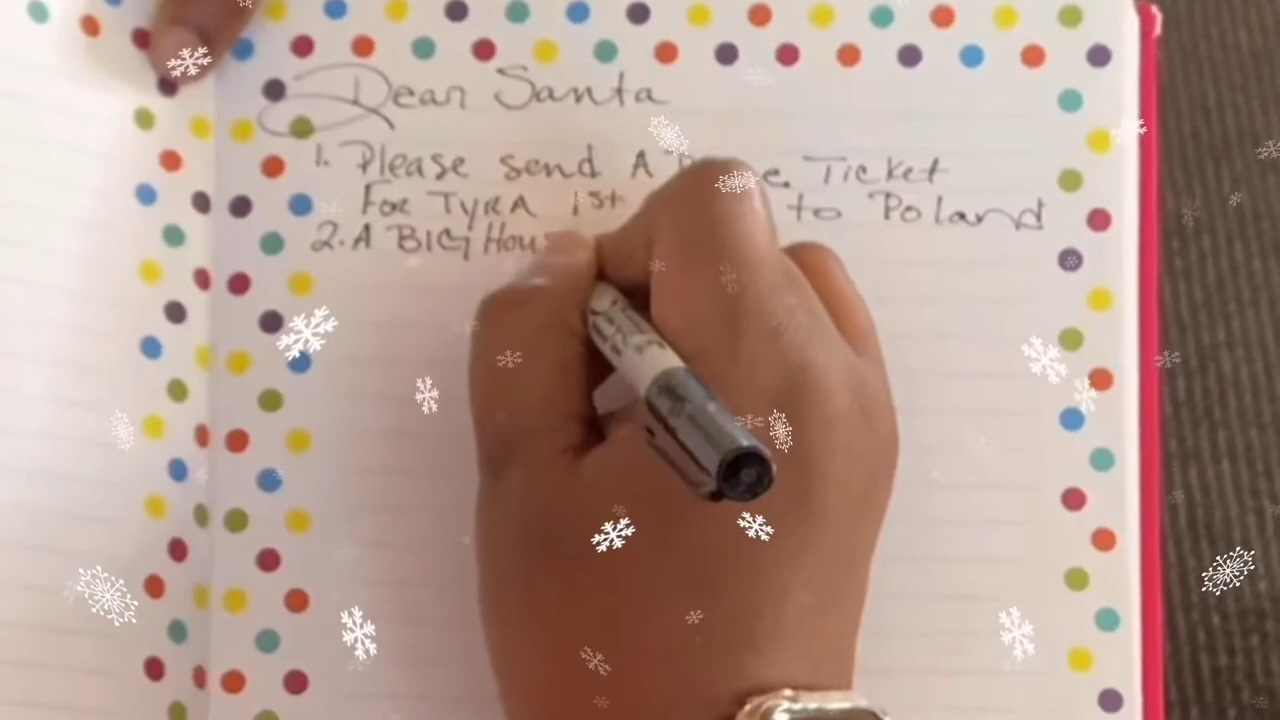 Dear Santa
1. Please send A Ticket
For TYRA 1st to Poland
2. A BIG